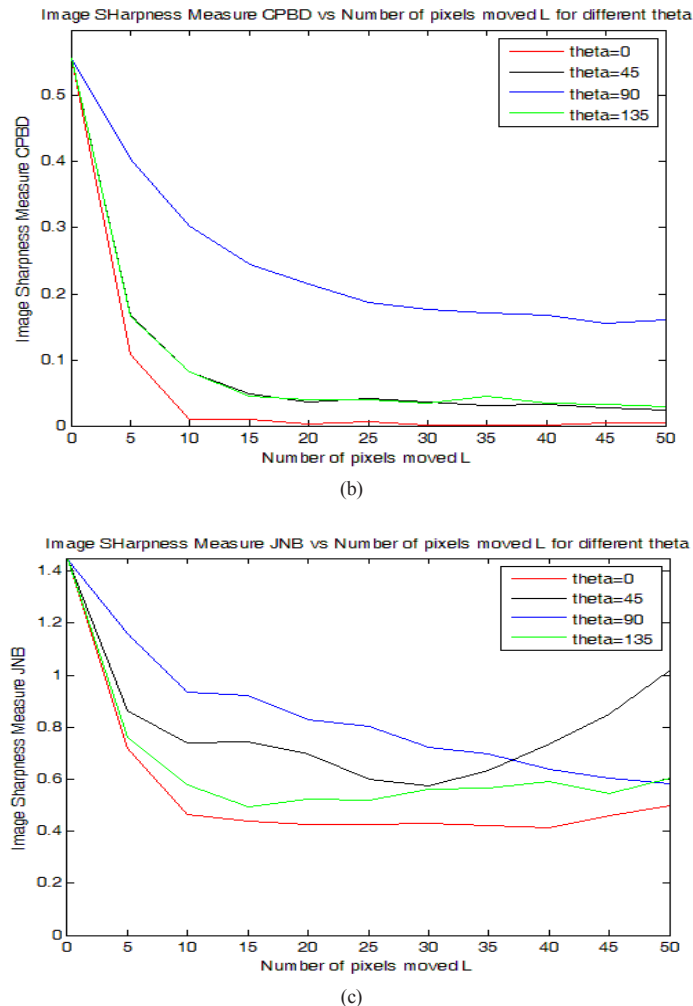 Image SHarpness Measure CPBD vs Number of pixels moved L for different theta
theta=0
theta=45
theta=90
theta=135
Image Sharpness Measure CPBD
0.5
0.4
0.3
0.2
0.1
0
0 5 10 15 20 25 30 35 40 45 50
Number of pixels moved L
(b)
Image SHarpness Measure JNB vs Number of pixels moved L for different theta
theta=0
theta=45
theta=90
theta=135
Image Sharpness Measure JNB
1.4
1.2
1
0.8
0.6
0.4
0.2
0
0 5 10 15 20 25 30 35 40 45 50
Number of pixels moved L
(c)